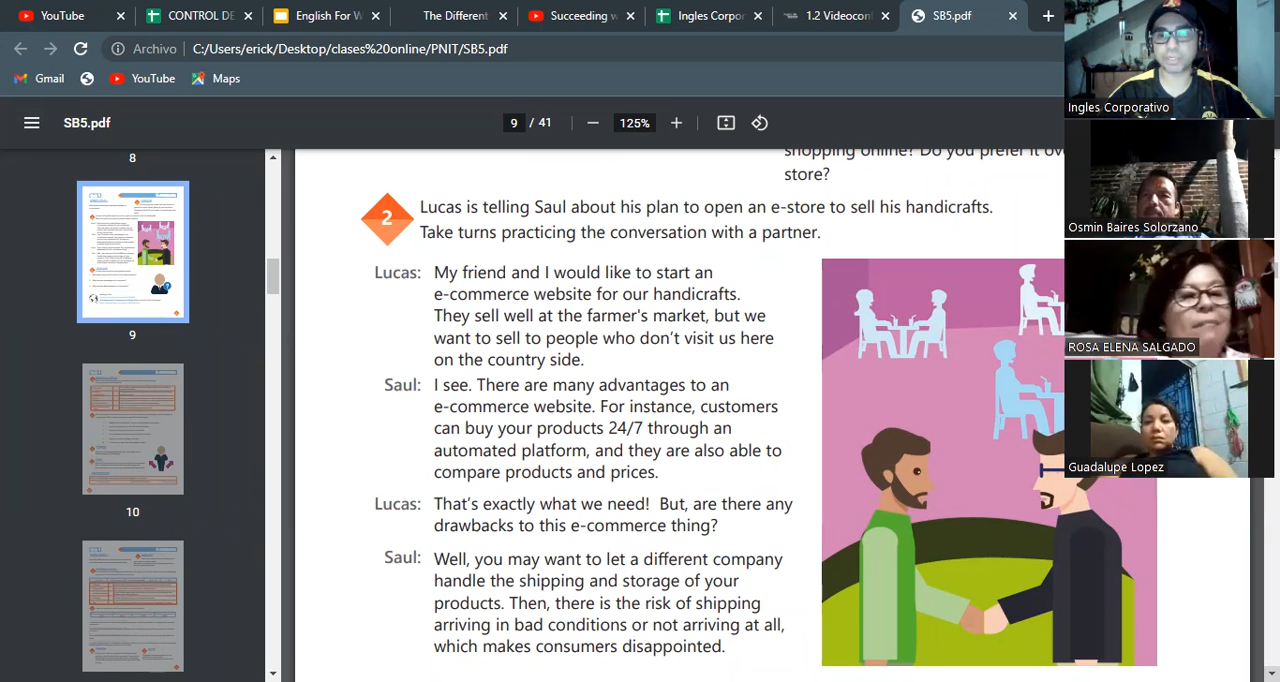 YouTube
CONTROL DE
English For W
The Different
Succeeding w
Ingles Corpor
1.2 Videocon
SB5.pdf
Archivo C:/Users/erick/Desktop/clases%20online/PNIT/SB5.pdf
Gmail
YouTube
Maps
SB5.pdf
9 / 41
125%
8
9
10
shopping online? Do you prefer it ov
store?
2
Lucas is telling Saul about his plan to open an e-store to sell his handicrafts.
Take turns practicing the conversation with a partner.
Lucas: My friend and I would like to start an
e-commerce website for our handicrafts.
They sell well at the farmer's market, but we
want to sell to people who don't visit us here
on the country side.
Saul: I see. There are many advantages to an
e-commerce website. For instance, customers
can buy your products 24/7 through an
automated platform, and they are also able to
compare products and prices.
Lucas: That's exactly what we need! But, are there any
drawbacks to this e-commerce thing?
Saul: Well, you may want to let a different company
handle the shipping and storage of your
products. Then, there is the risk of shipping
arriving in bad conditions or not arriving at all,
which makes consumers disappointed.
Ingles Corporativo
Osmin Baires Solorzano
ROSA ELENA SALGADO
Guadalupe Lopez